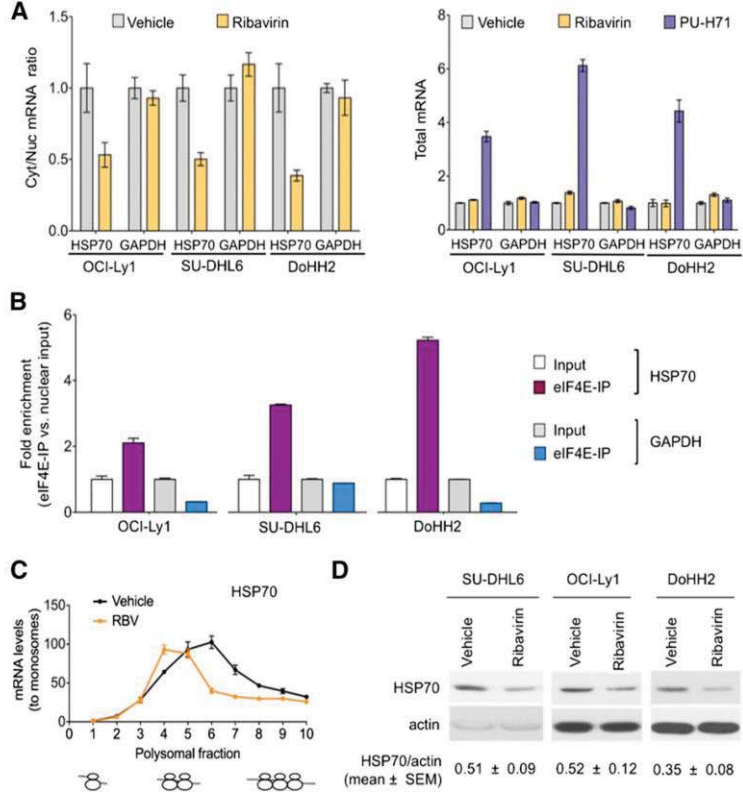 A
Vehicle Ribavirin
Cyt/Nuc mRNA ratio
1.5
1.0
0.5
0.0
HSP70 GAPDH HSP70 GAPDH HSP70 GAPDH
OCI-Ly1 SU-DHL6 DoHH2
Vehicle Ribavirin PU-H71
Total mRNA
8
6
4
2
0
HSP70 GAPDH HSP70 GAPDH HSP70 GAPDH
OCI-Ly1 SU-DHL6 DoHH2
B
Fold enrichment
(eIF4E-IP vs. nuclear input)
6
4
2
0
OCI-Ly1 SU-DHL6 DoHH2
Input
eIF4E-IP
HSP70
Input
eIF4E-IP
GAPDH
C
HSP70
Vehicle
RBV
mRNA levels
(to monosomes)
150
100
50
0
0 1 2 3 4 5 6 7 8 9 10
Polysomal fraction
D
SU-DHL6 OCI-Ly1 DoHH2
Vehicle Ribavirin Vehicle Ribavirin Vehicle Ribavirin
HSP70
actin
HSP70/actin
(mean ± SEM)
0.51 ± 0.09 0.52 ± 0.12 0.35 ± 0.08